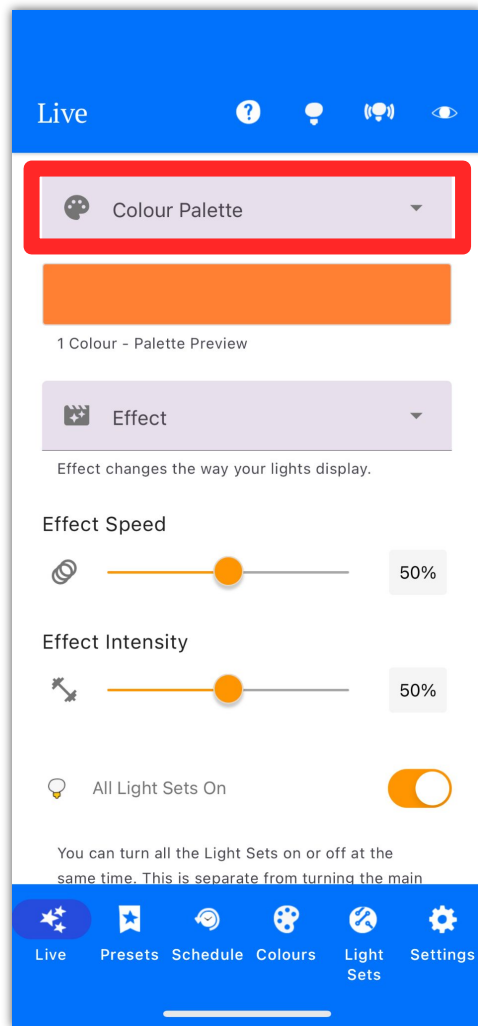 Live
Colour Palette
1 Colour - Palette Preview
Effect
Effect changes the way your lights display.
Effect Speed
50%
Effect Intensity
50%
All Light Sets On
You can turn all the Light Sets on or off at the
same time. This is separate from turning the main
Live
Presets
Schedule
Colours
Light
Sets
Settings